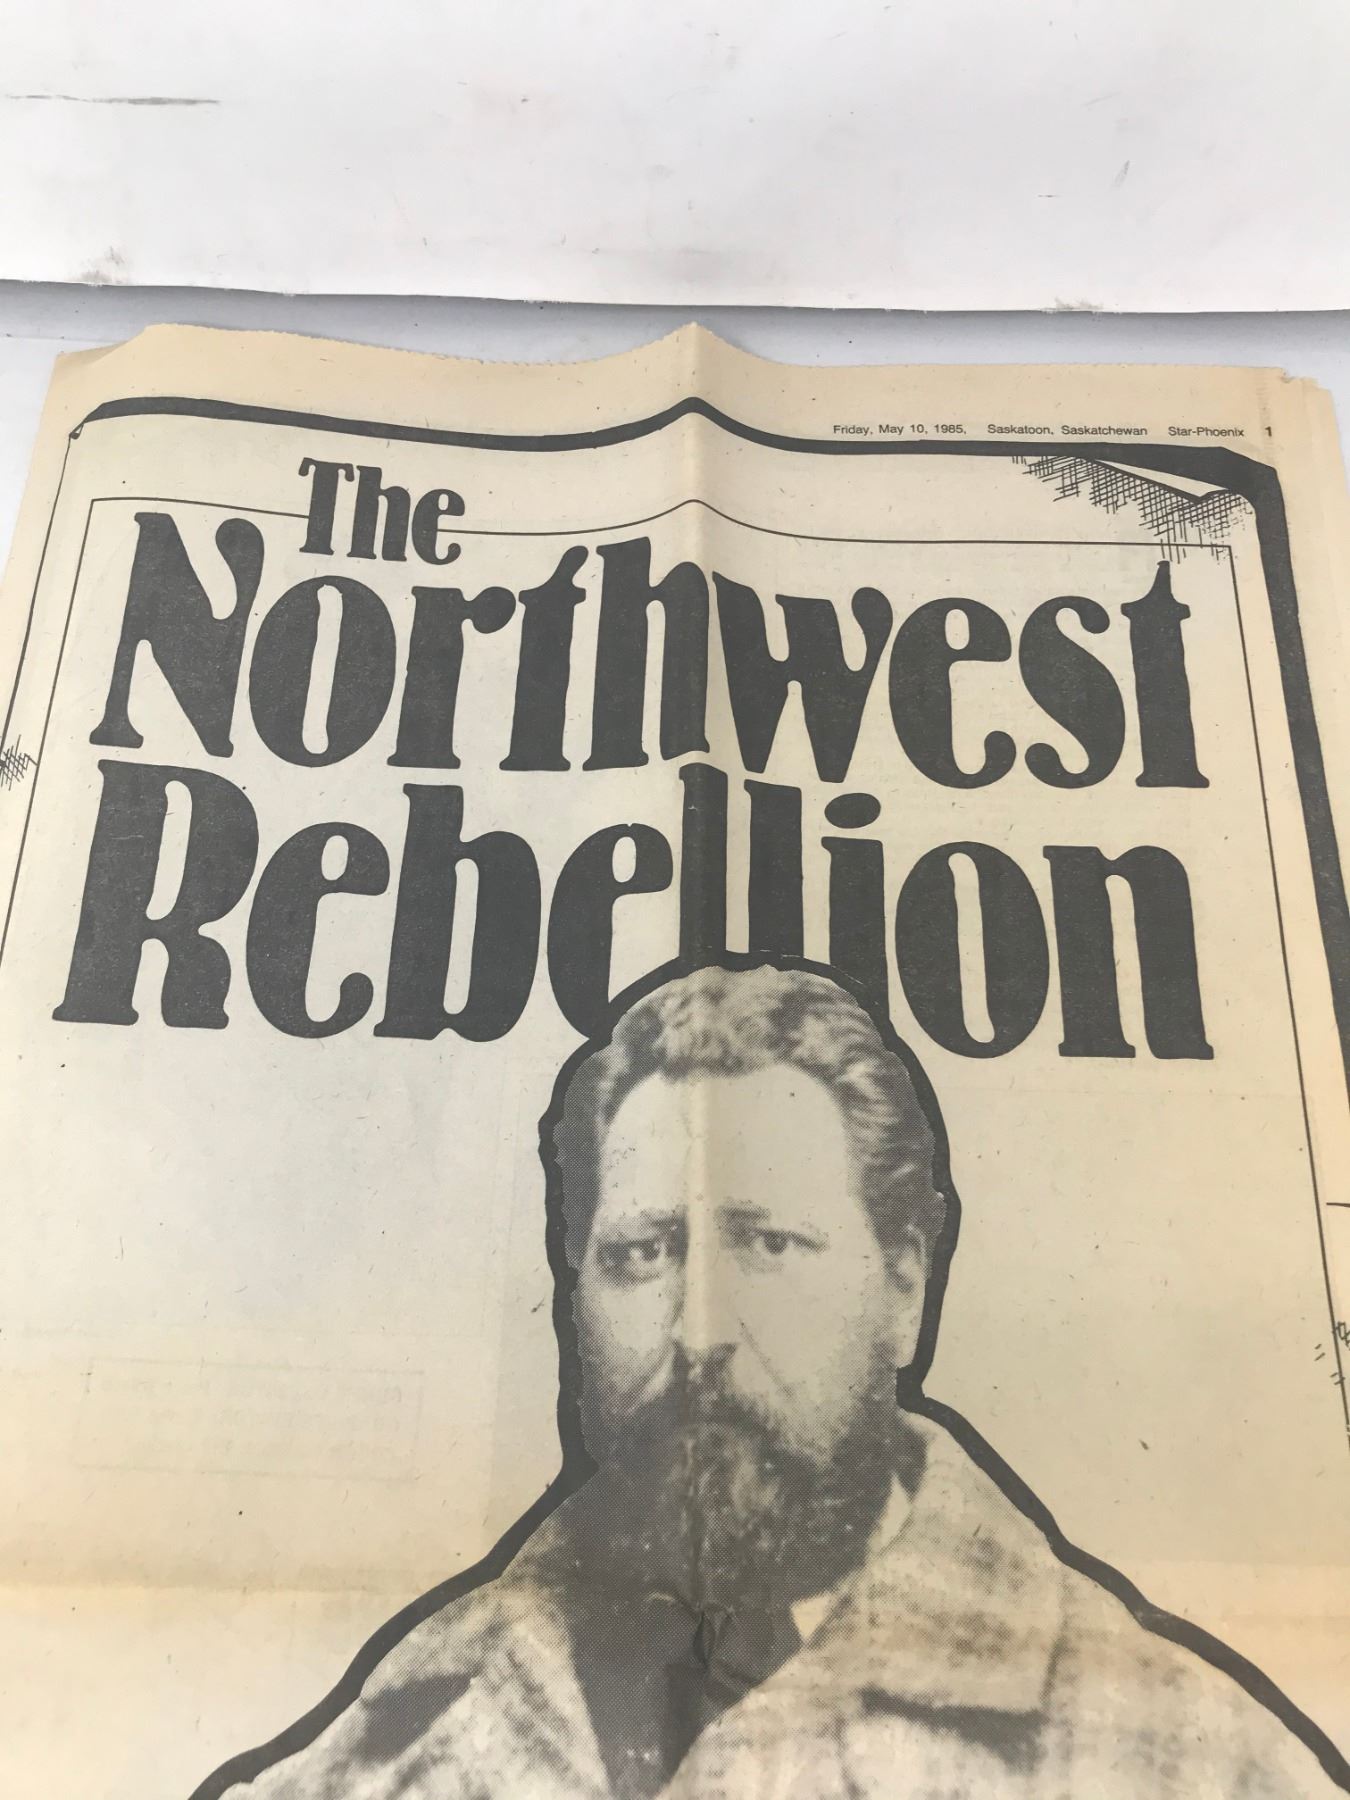 Friday, May 10, 1985, Saskatoon, Saskatchewan Star-Phoenix 1
The
Northwest
Rebellion